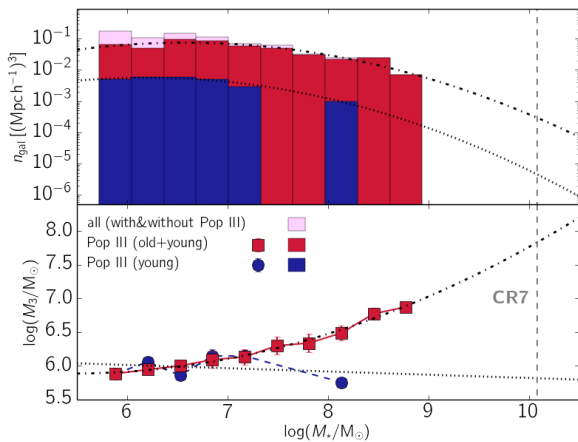 10⁻¹
10⁻²
10⁻³
10⁻⁴
10⁻⁵
10⁻⁶
n_gal [(Mpch⁻¹)³]
8.0
7.5
7.0
6.5
6.0
5.5
log(M₃/M⊙)
all (with&without Pop III)
Pop III (old+young)
Pop III (young)
CR7
6 7 8 9 10
log(M⋆/M⊙)